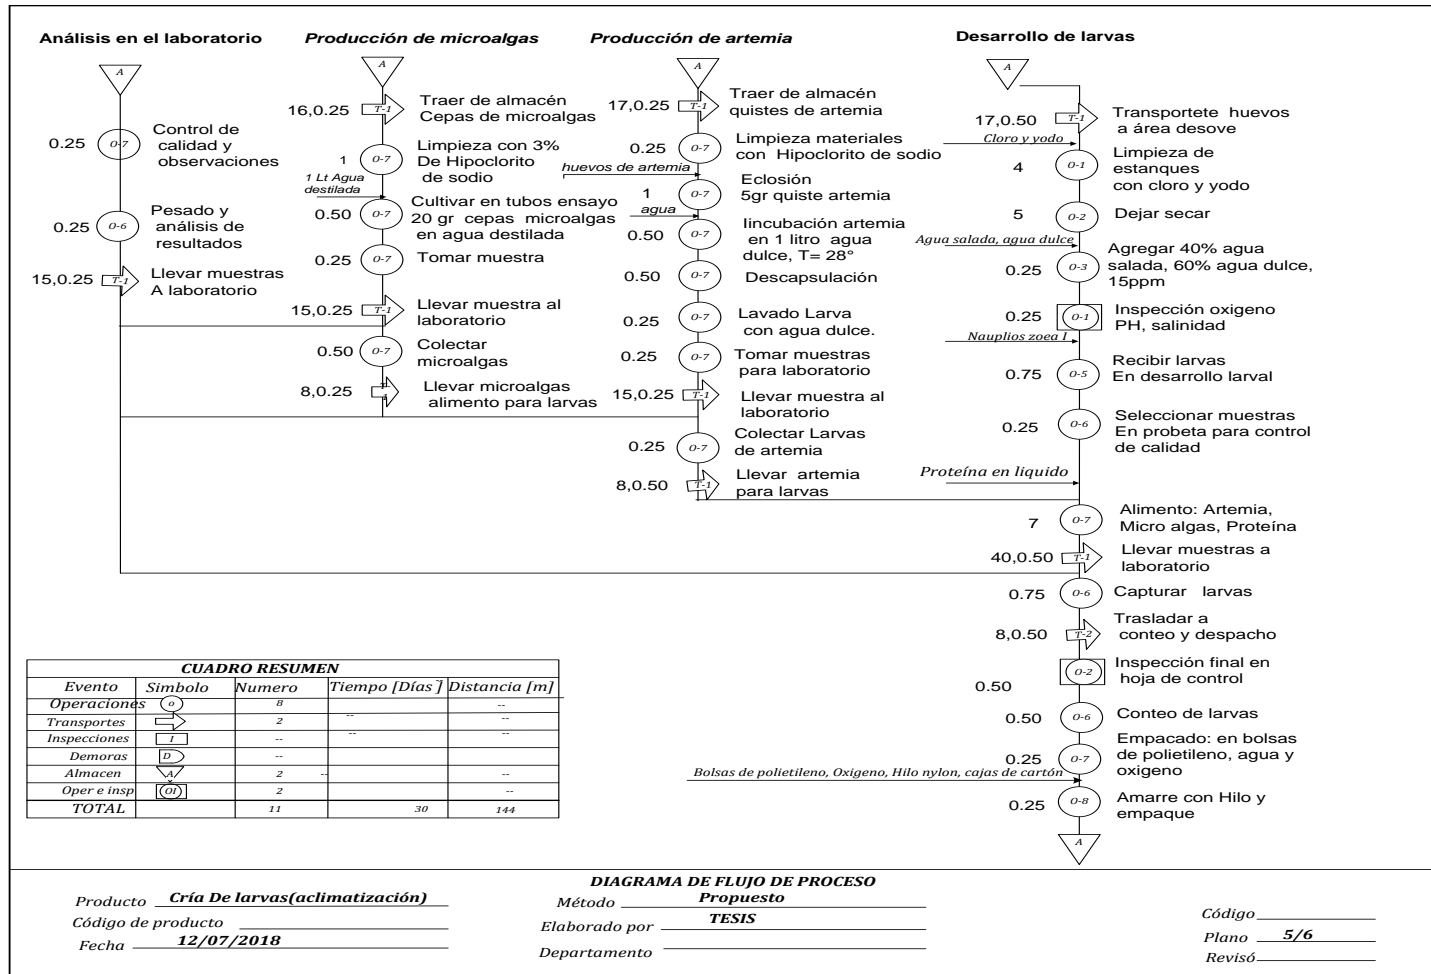 Análisis en el laboratorio
A
0.25
O-7
Control de
calidad y
observaciones
0.25
O-6
Pesado y
análisis de
resultados
15,0.25
T-1
Llevar muestras
A laboratorio
Producción de microalgas
A
16,0.25
T-1
Traer de almacén
Cepas de microalgas
1
O-7
Limpieza con 3%
De Hipoclorito
de sodio
1 Lt Agua
destilada
0.50
O-7
Cultivar en tubos ensayo
20 gr cepas microalgas
en agua destilada
0.25
O-7
Tomar muestra
15,0.25
T-1
Llevar muestra al
laboratorio
0.50
O-7
Colectar
microalgas
8,0.25
Llevar microalgas
alimento para larvas
Producción de artemia
A
17,0.25
T-1
Traer de almacén
quistes de artemia
0.25
O-7
Limpieza materiales
con Hipoclorito de sodio
huevos de artemia
1
O-7
Eclosión
5gr quiste artemia
agua
0.50
O-7
Iincubación artemia
en 1 litro agua
dulce, T= 28°
0.50
O-7
Descapsulación
0.25
O-7
Lavado Larva
con agua dulce.
0.25
O-7
Tomar muestras
para laboratorio
15,0.25
T-1
Llevar muestra al
laboratorio
0.25
O-7
Colectar Larvas
de artemia
8,0.50
T-1
Llevar artemia
para larvas
Desarrollo de larvas
A
17,0.50
T-1
Transportete huevos
a área desove
Cloro y yodo
4
O-1
Limpieza de
estanques
con cloro y yodo
5
O-2
Dejar secar
Agua salada, agua dulce
0.25
O-3
Agregar 40% agua
salada, 60% agua dulce,
15ppm
0.25
O-1
Inspección oxigeno
PH, salinidad
Nauplios zoea I
0.75
O-5
Recibir larvas
En desarrollo larval
0.25
O-6
Seleccionar muestras
En probeta para control
de calidad
Proteína en liquido
7
O-7
Alimento: Artemia,
Micro algas, Proteína
40,0.50
T-1
Llevar muestras a
laboratorio
0.75
O-6
Capturar larvas
8,0.50
T-2
Trasladar a
conteo y despacho
0.50
O-2
Inspección final en
hoja de control
0.50
O-6
Conteo de larvas
0.25
O-7
Empacado: en bolsas
de polietileno, agua y
oxigeno
Bolsas de polietileno, Oxigeno, Hilo nylon, cajas de cartón
0.25
O-8
Amarre con Hilo y
empaque
A
CUADRO RESUMEN
Evento Simbolo Numero Tiempo [Días] Distancia [m]
Operaciones o 8 --
Transportes 2 -- --
Inspecciones I -- -- --
Demoras D --
Almacen A 2 -- --
Oper e insp OI 2 --
TOTAL 11 30 144
DIAGRAMA DE FLUJO DE PROCESO
Producto Cría De larvas(aclimatización)
Código de producto
Fecha 12/07/2018
Método Propuesto
Elaborado por TESIS
Departamento
Código
Plano 5/6
Revisó